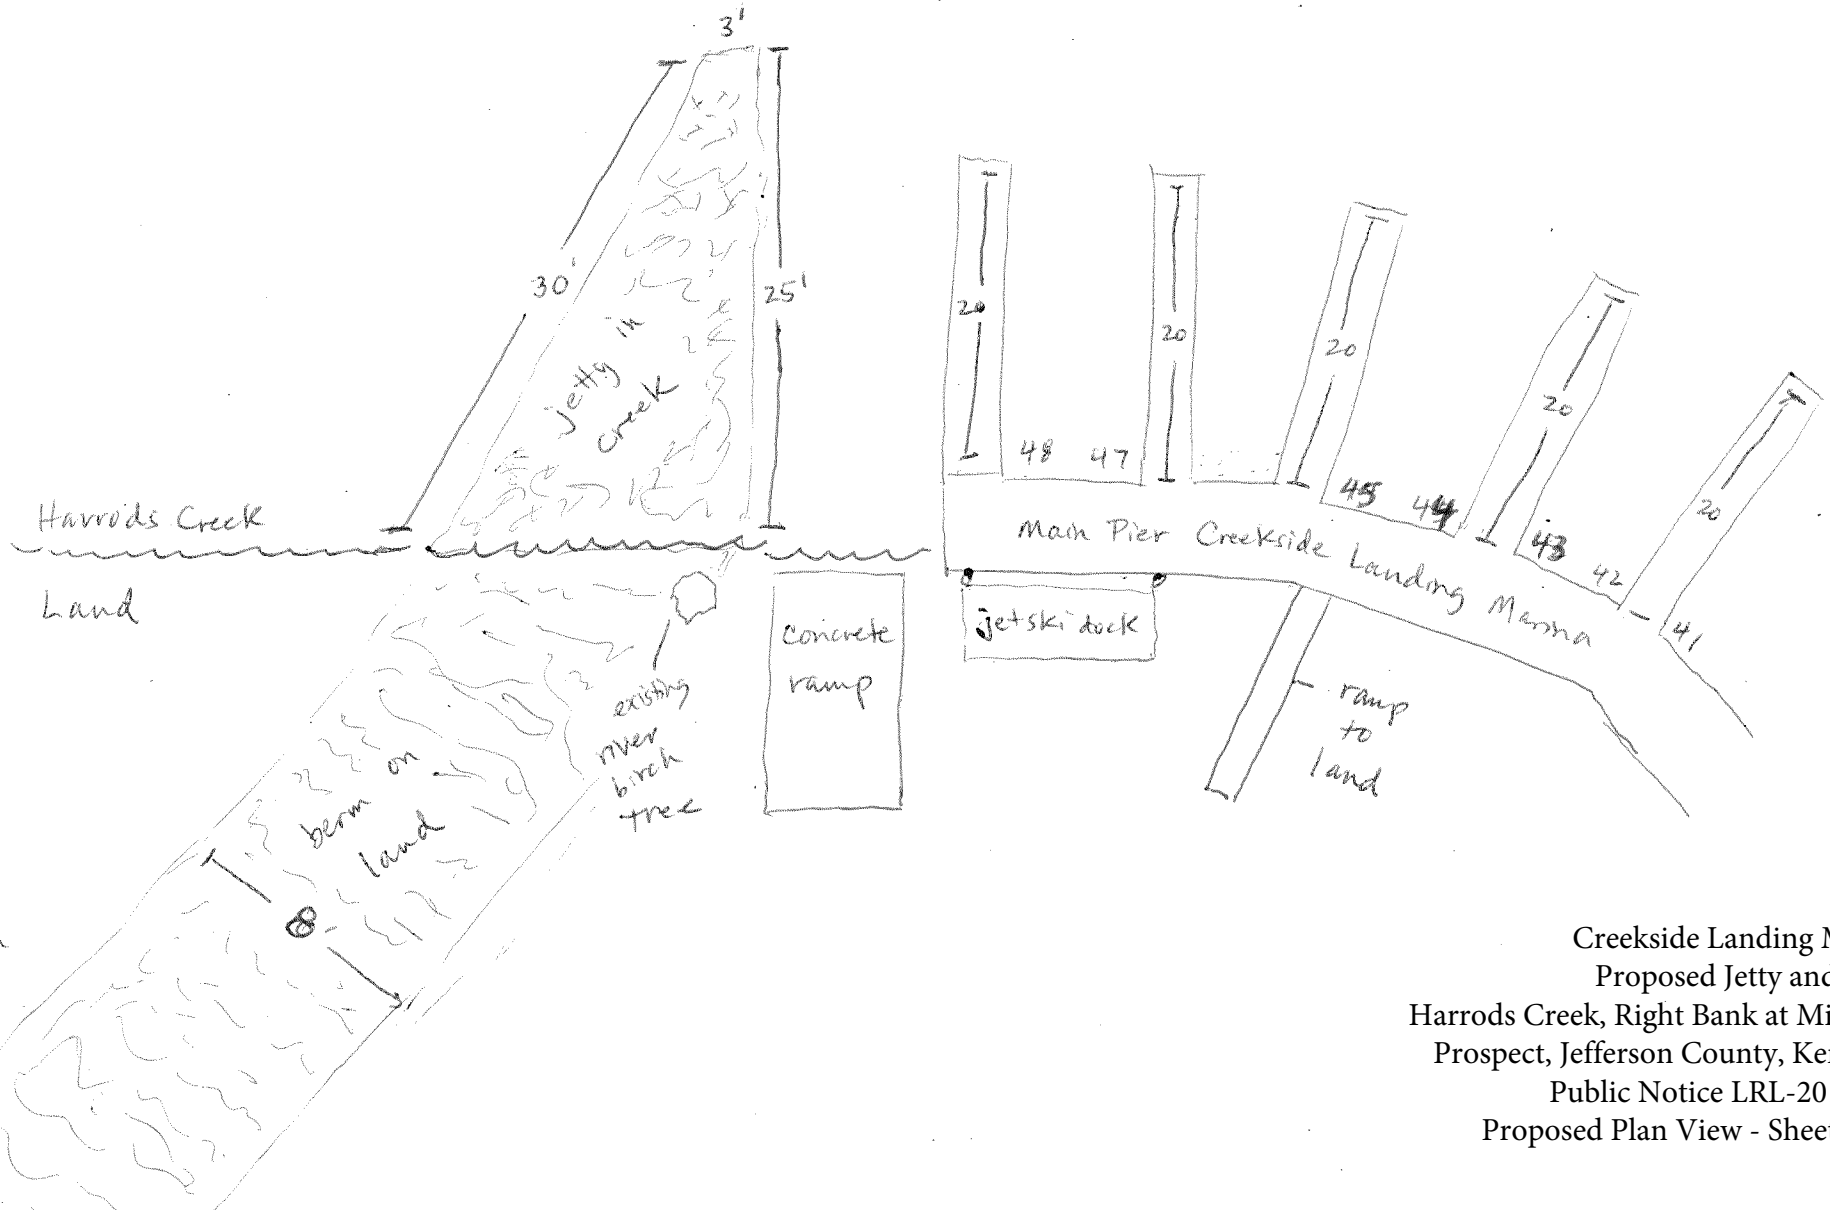 3'
30'
25'
jetty in
creek
20
20
20
20
20
48 47
45 44
43 42
41
Harrods Creek
Land
Main Pier Creekside Landing Marina
jetski dock
concrete
ramp
existing
river
birch
tree
ramp
to
land
berm on
land
8
Creekside Landing
Proposed Jetty and
Harrods Creek, Right Bank at Mi
Prospect, Jefferson County, Ke
Public Notice LRL-20
Proposed Plan View - Shee